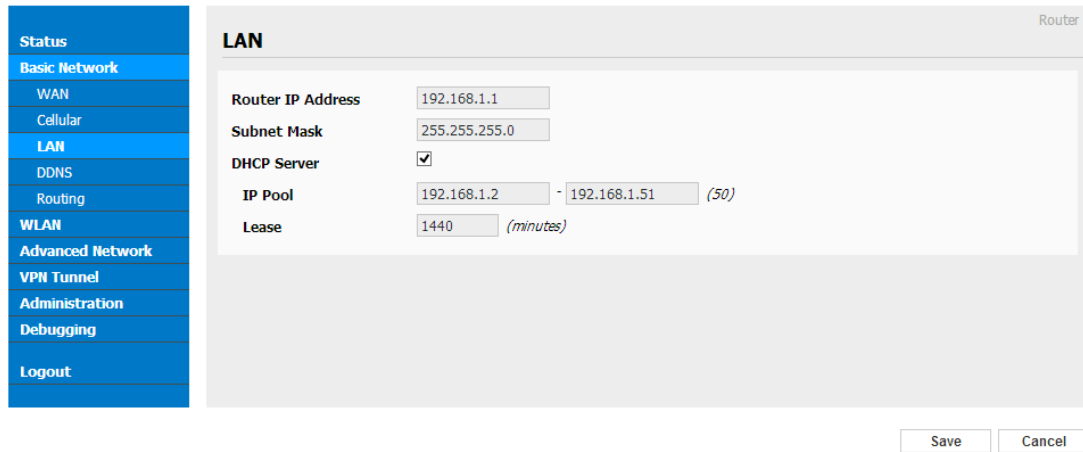 Router
Status
Basic Network
WAN
Cellular
LAN
DDNS
Routing
WLAN
Advanced Network
VPN Tunnel
Administration
Debugging
Logout
LAN
Router IP Address 192.168.1.1
Subnet Mask 255.255.255.0
DHCP Server
IP Pool 192.168.1.2 - 192.168.1.51 (50)
Lease 1440 (minutes)
Save Cancel